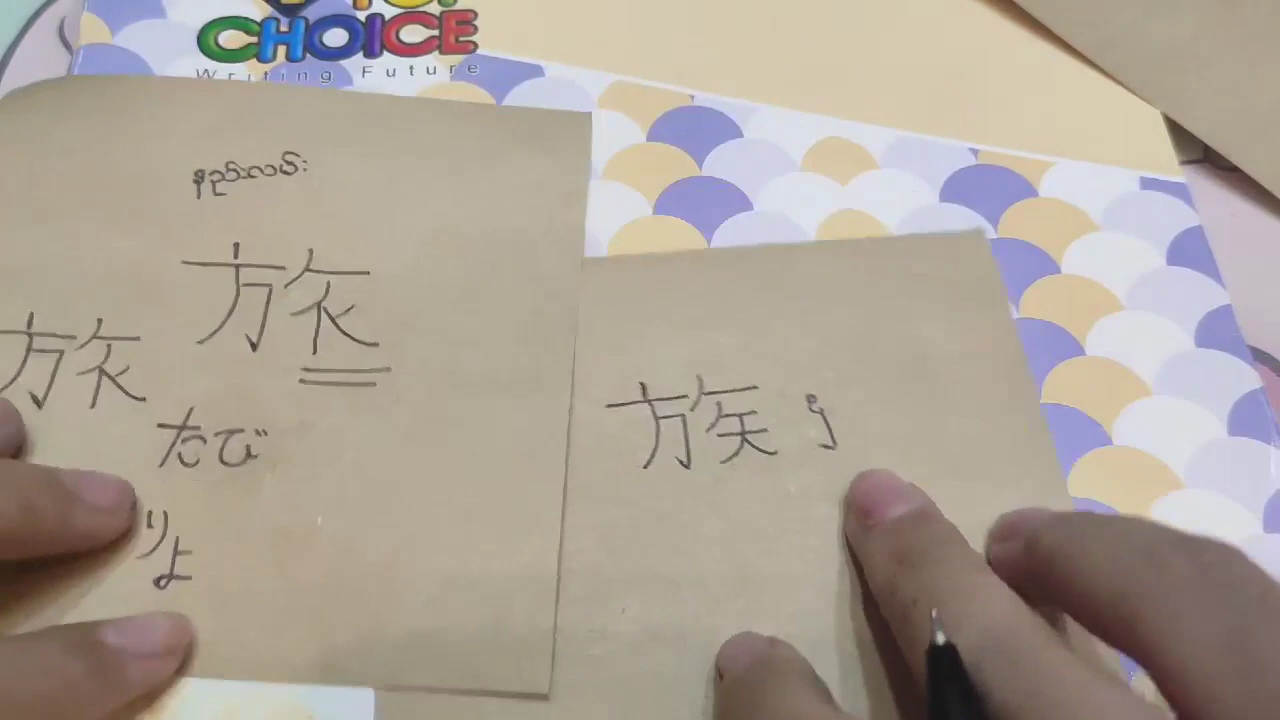 CHOICE
Writing Future
နည်းလမ်း
旅
旅
たび
りょ
族